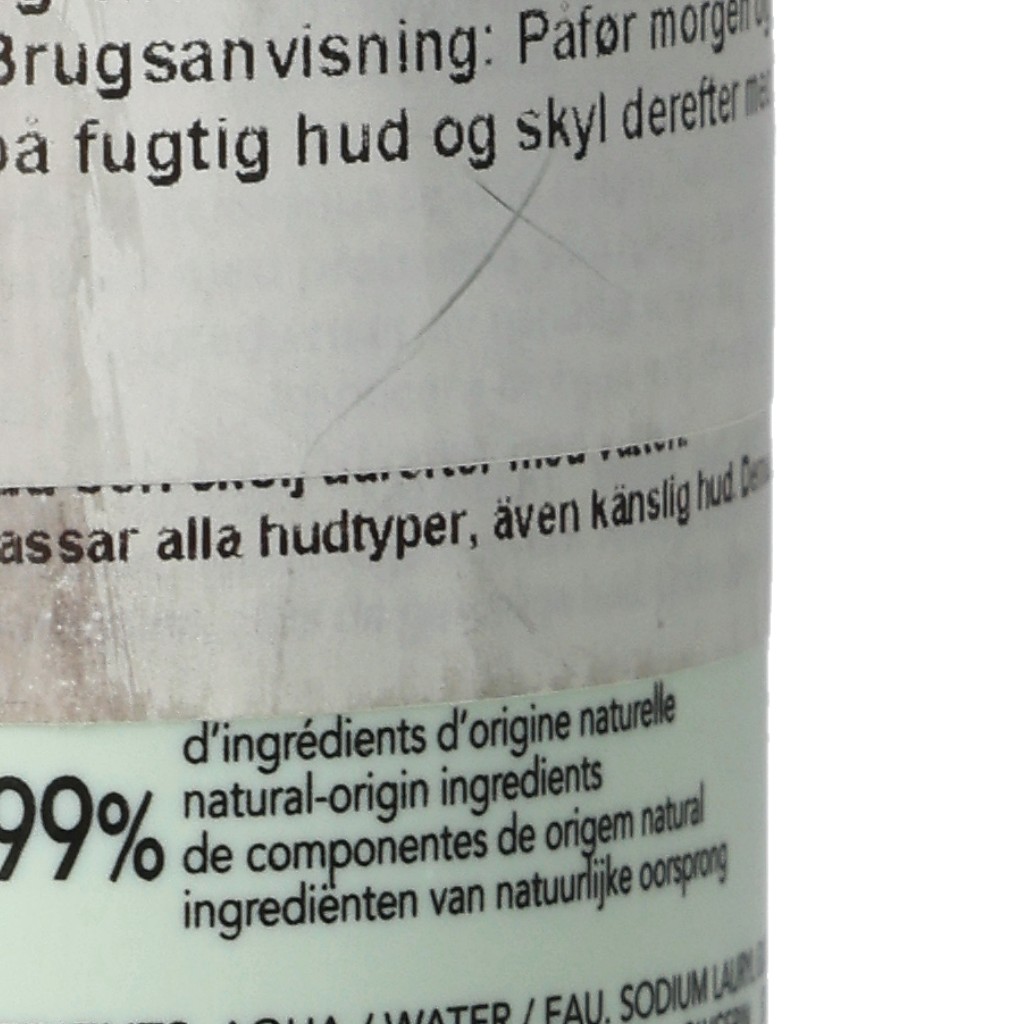 Brugsanvisning: Påfør morgen og
på fugtig hud og skyl derefter med
passar alla hudtyper, även känslig hud.
99%
d'ingrédients d'origine naturelle
natural-origin ingredients
de componentes de origem natural
ingrediënten van natuurlijke oorsprong
AQUA / WATER / EAU, SODIUM LAURYL